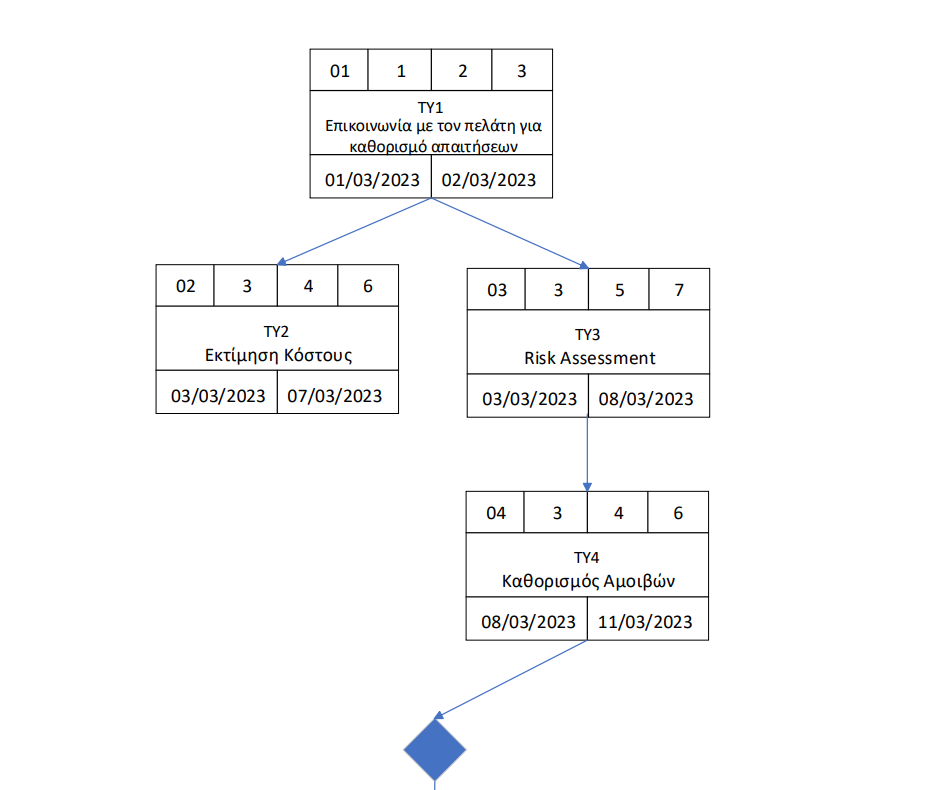 01 1 2 3
ΤΥ1
Επικοινωνία με τον πελάτη για
καθορισμό απαιτήσεων
01/03/2023 02/03/2023
02 3 4 6
ΤΥ2
Εκτίμηση Κόστους
03/03/2023 07/03/2023
03 3 5 7
ΤΥ3
Risk Assessment
03/03/2023 08/03/2023
04 3 4 6
ΤΥ4
Καθορισμός Αμοιβών
08/03/2023 11/03/2023